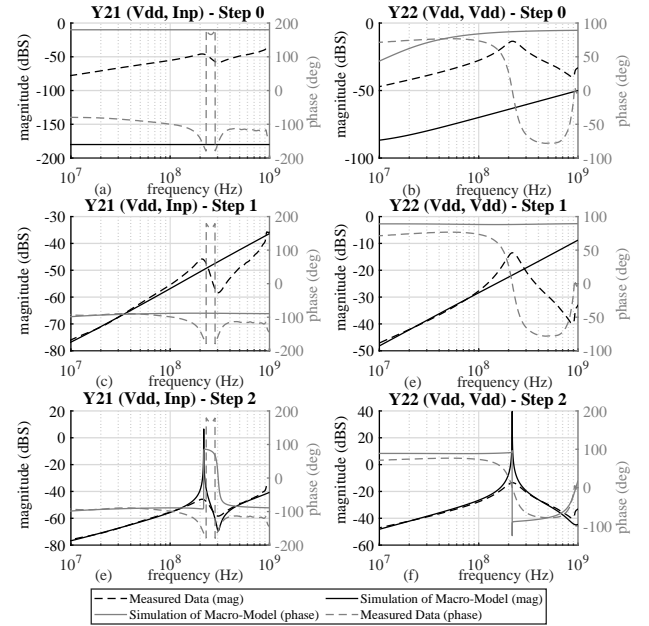 Y21 (Vdd, Inp) - Step 0
magnitude (dBS)
0
-50
-100
-150
-200
200
100
0
-100
-200
phase (deg)
10^7
10^8
10^9
(a)
frequency (Hz)
Y22 (Vdd, Vdd) - Step 0
magnitude (dBS)
0
-50
-100
100
50
0
-50
-100
phase (deg)
10^7
10^8
10^9
(b)
frequency (Hz)
Y21 (Vdd, Inp) - Step 1
magnitude (dBS)
-30
-40
-50
-60
-70
-80
200
100
0
-100
-200
phase (deg)
10^7
10^8
10^9
(c)
frequency (Hz)
Y22 (Vdd, Vdd) - Step 1
magnitude (dBS)
0
-10
-20
-30
-40
-50
100
50
0
-50
-100
phase (deg)
10^7
10^8
10^9
(e)
frequency (Hz)
Y21 (Vdd, Inp) - Step 2
magnitude (dBS)
20
0
-20
-40
-60
-80
200
100
0
-100
-200
phase (deg)
10^7
10^8
10^9
(e)
frequency (Hz)
Y22 (Vdd, Vdd) - Step 2
magnitude (dBS)
40
20
0
-20
-40
-60
200
100
0
-100
phase (deg)
10^7
10^8
10^9
(f)
frequency (Hz)
Measured Data (mag)
Simulation of Macro-Model (mag)
Simulation of Macro-Model (phase)
Measured Data (phase)